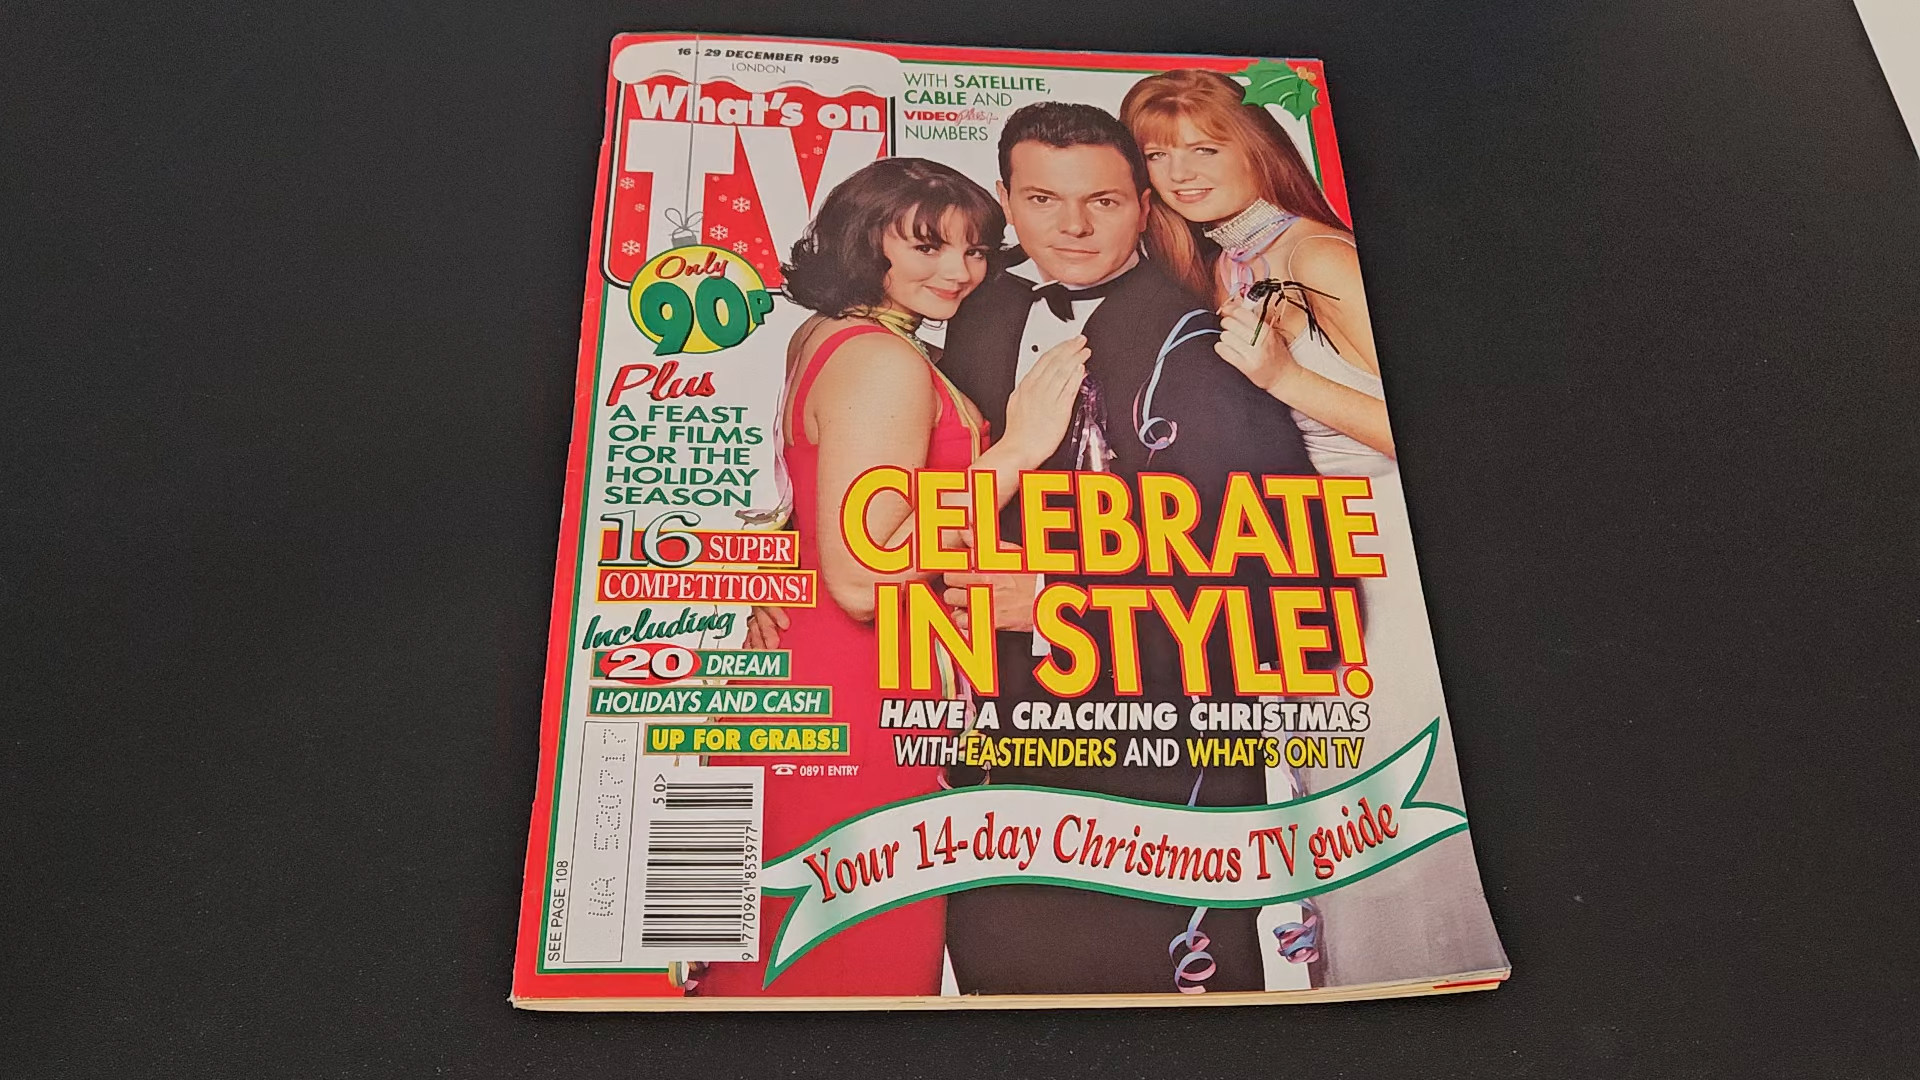 16 - 29 DECEMBER 1995
LONDON
What's on
TV
WITH SATELLITE,
CABLE AND
VIDEO Plus+
NUMBERS
Only
90P
Plus
A FEAST
OF FILMS
FOR THE
HOLIDAY
SEASON
16 SUPER
COMPETITIONS!
Including
20 DREAM
HOLIDAYS AND CASH
UP FOR GRABS!
0891 ENTRY
CELEBRATE
IN STYLE!
HAVE A CRACKING CHRISTMAS
WITH EASTENDERS AND WHAT'S ON TV
Your 14-day Christmas TV guide
SEE PAGE 108
50>
9 770961 853977